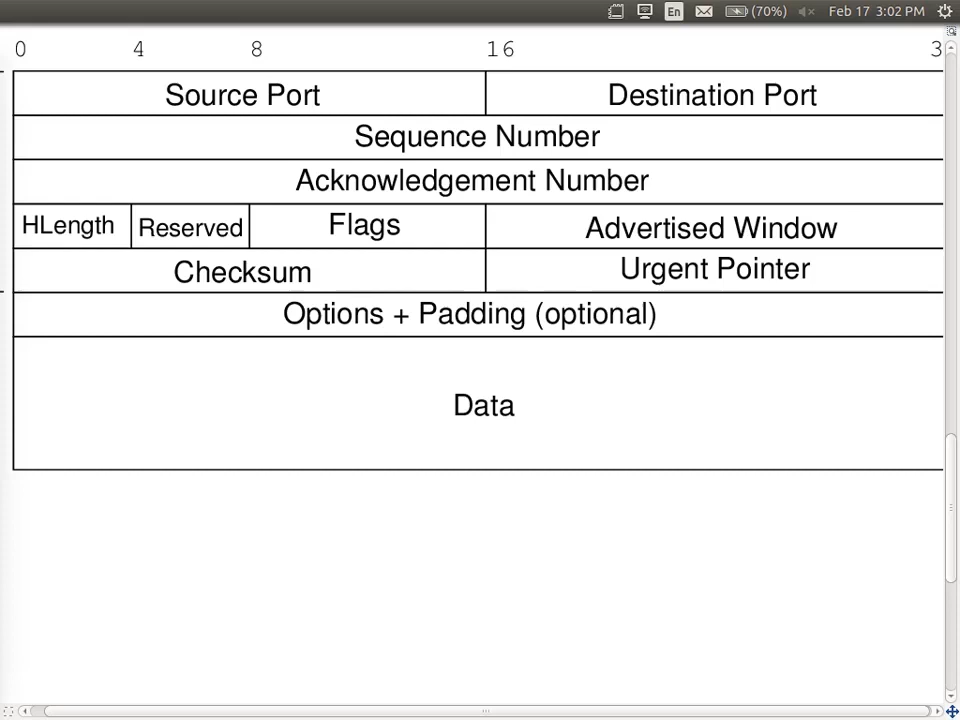 En (70%) Feb 17 3:02 PM
0 4 8 16 3
Source Port Destination Port
Sequence Number
Acknowledgement Number
HLength Reserved Flags Advertised Window
Checksum Urgent Pointer
Options + Padding (optional)
Data